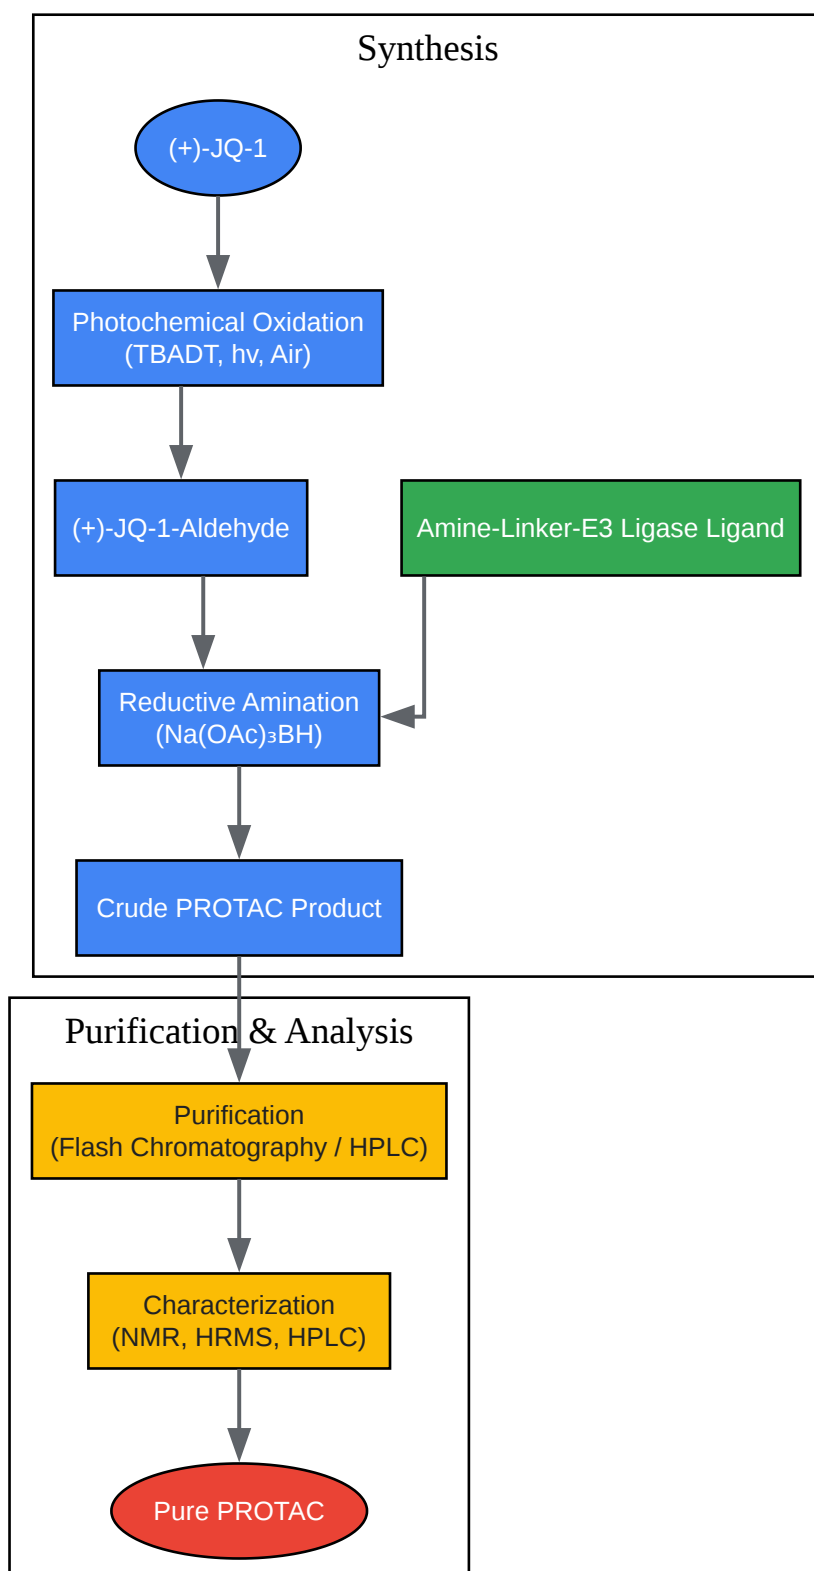 Synthesis
(+)-JQ-1
Photochemical Oxidation
(TBADT, hv, Air)
(+)-JQ-1-Aldehyde
Amine-Linker-E3 Ligase Ligand
Reductive Amination
(Na(OAc)₃BH)
Crude PROTAC Product
Purification & Analysis
Purification
(Flash Chromatography / HPLC)
Characterization
(NMR, HRMS, HPLC)
Pure PROTAC